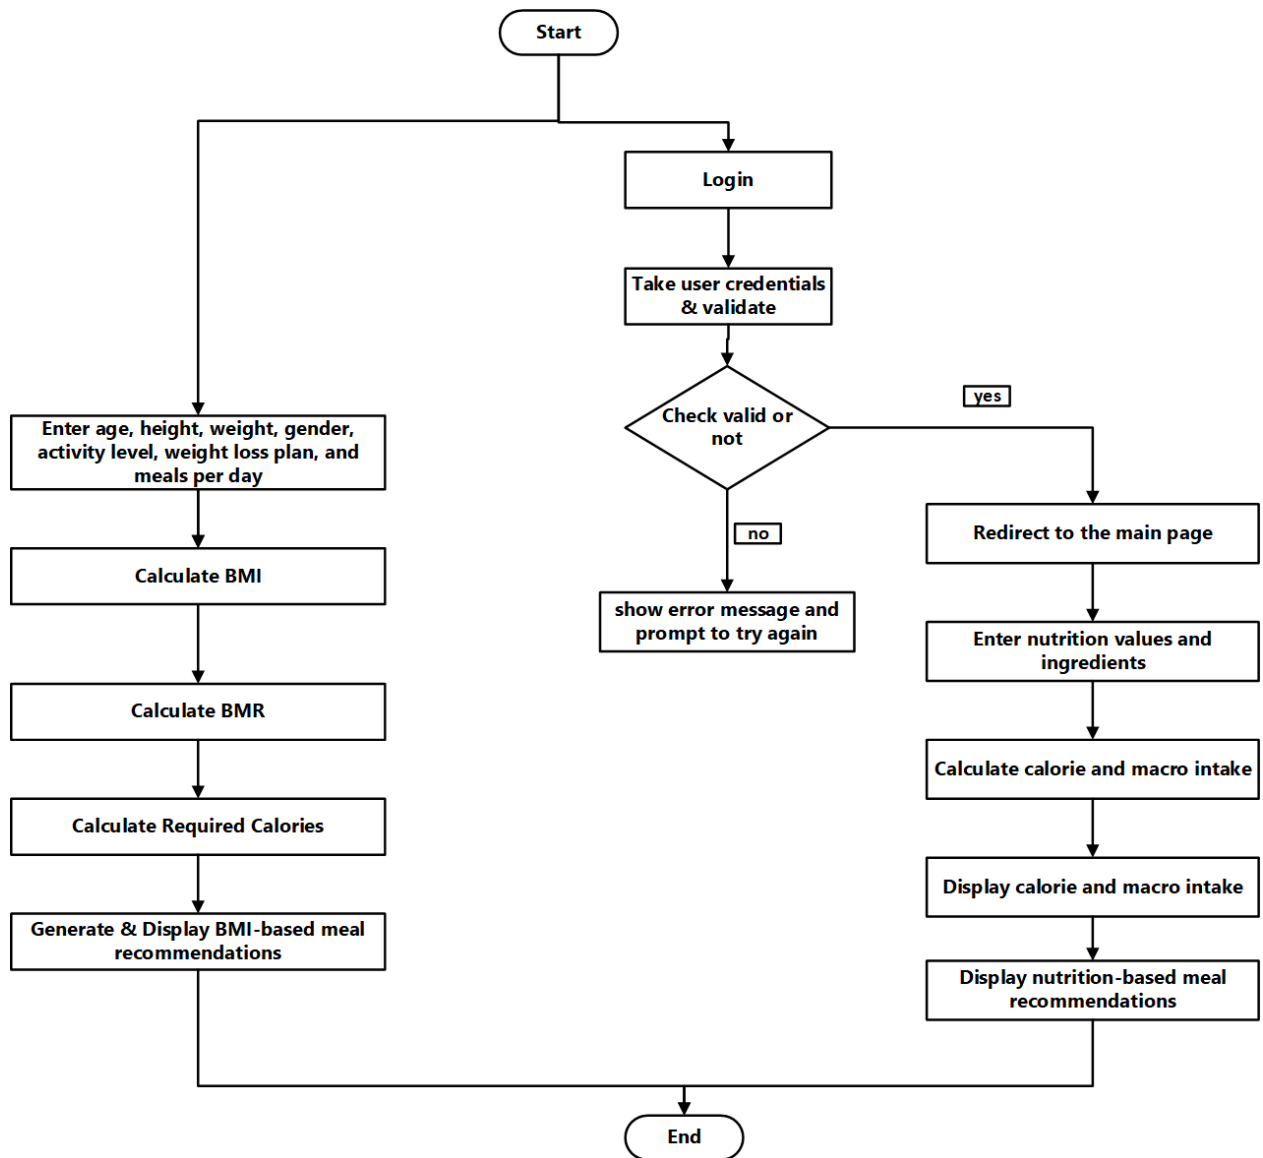 Start
Login
Take user credentials
& validate
Check valid or
not
yes
no
show error message and
prompt to try again
Enter age, height, weight, gender,
activity level, weight loss plan, and
meals per day
Calculate BMI
Calculate BMR
Calculate Required Calories
Generate & Display BMI-based meal
recommendations
Redirect to the main page
Enter nutrition values and
ingredients
Calculate calorie and macro intake
Display calorie and macro intake
Display nutrition-based meal
recommendations
End